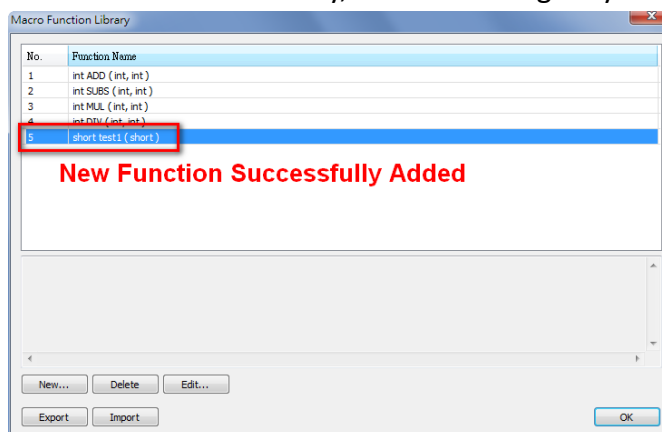 Macro Function Library
No. Function Name
1 int ADD ( int, int )
2 int SUBS ( int, int )
3 int MUL ( int, int )
4 int DIV ( int, int )
5 short test1 ( short )
New Function Successfully Added
New... Delete Edit...
Export Import OK